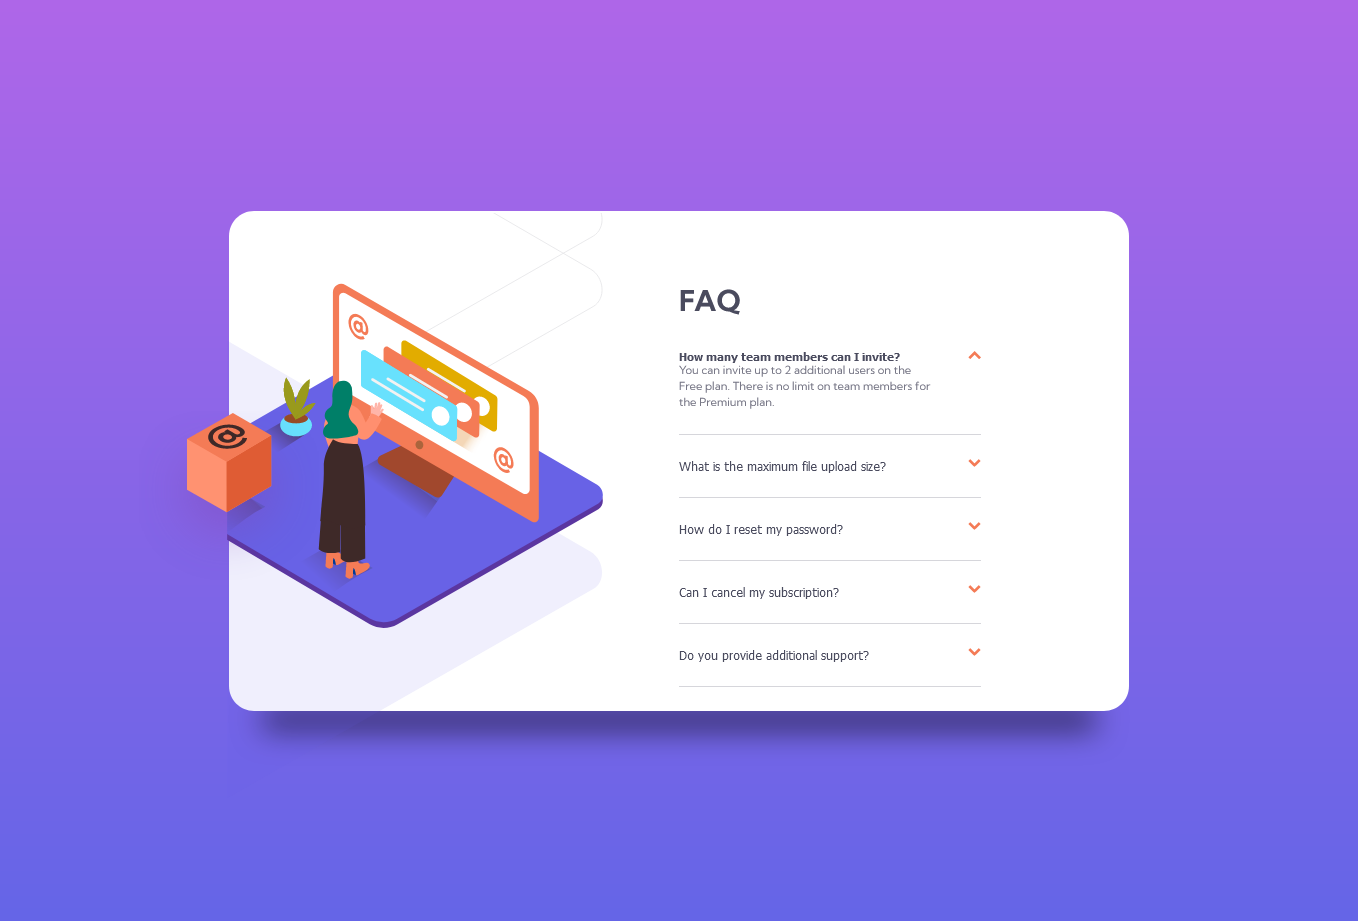 FAQ
How many team members can I invite?
You can invite up to 2 additional users on the
Free plan. There is no limit on team members for
the Premium plan.
What is the maximum file upload size?
How do I reset my password?
Can I cancel my subscription?
Do you provide additional support?
@
@
@